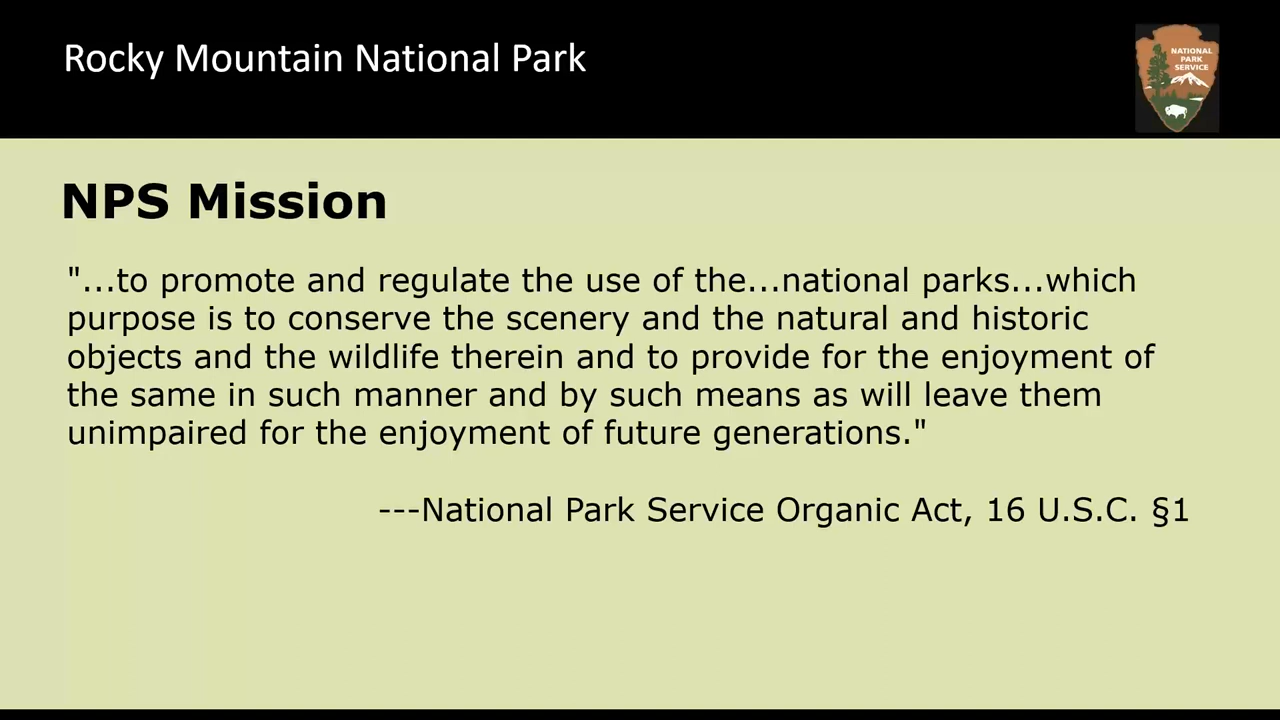 Rocky Mountain National Park
NATIONAL
PARK
SERVICE
NPS Mission
"...to promote and regulate the use of the...national parks...which
purpose is to conserve the scenery and the natural and historic
objects and the wildlife therein and to provide for the enjoyment of
the same in such manner and by such means as will leave them
unimpaired for the enjoyment of future generations."
---National Park Service Organic Act, 16 U.S.C. §1